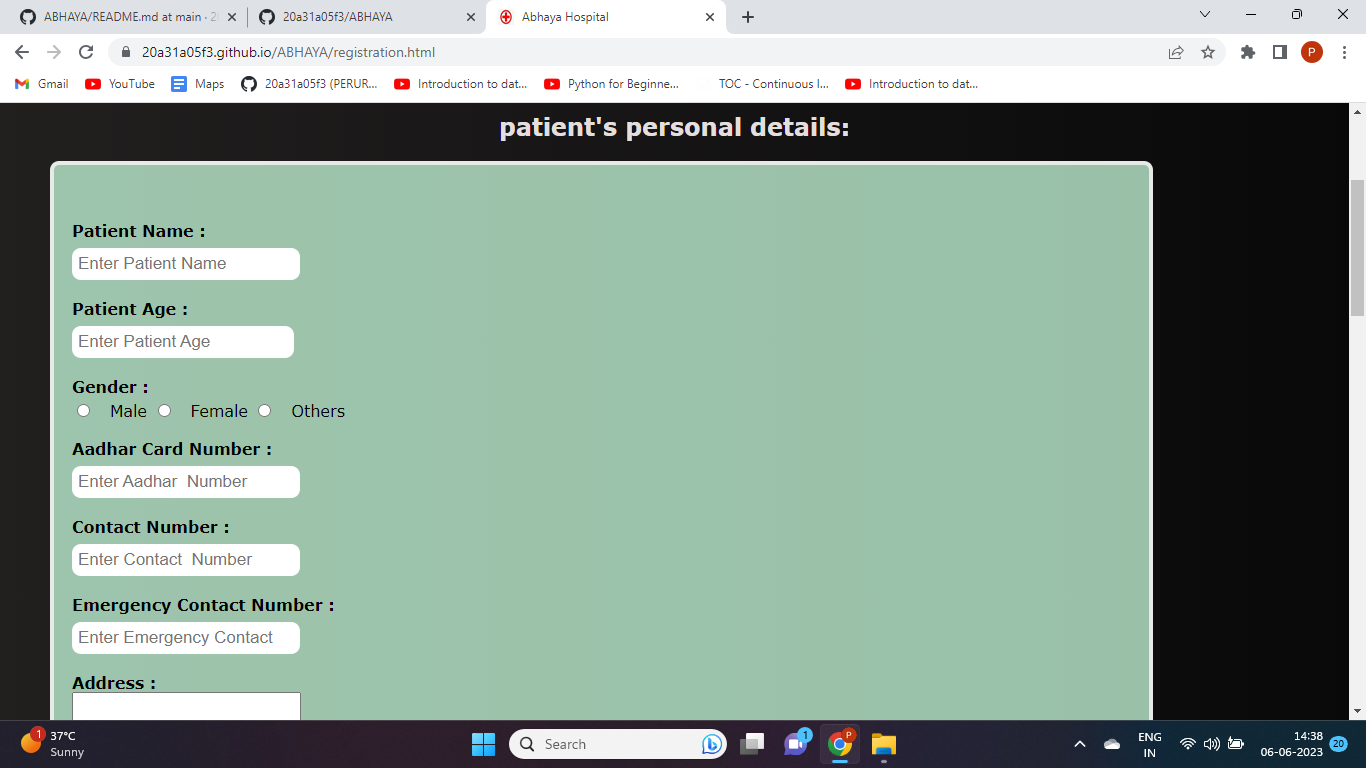 ABHAYA/README.md at main · 2
20a31a05f3/ABHAYA
Abhaya Hospital
20a31a05f3.github.io/ABHAYA/registration.html
P
Gmail
YouTube
Maps
20a31a05f3 (PERUR...
Introduction to dat...
Python for Beginne...
TOC - Continuous I...
Introduction to dat...
patient's personal details:
Patient Name :
Enter Patient Name
Patient Age :
Enter Patient Age
Gender :
Male Female Others
Aadhar Card Number :
Enter Aadhar  Number
Contact Number :
Enter Contact  Number
Emergency Contact Number :
Enter Emergency Contact
Address :
1
37°C
Sunny
Search
1
P
ENG
IN
14:38
06-06-2023
20